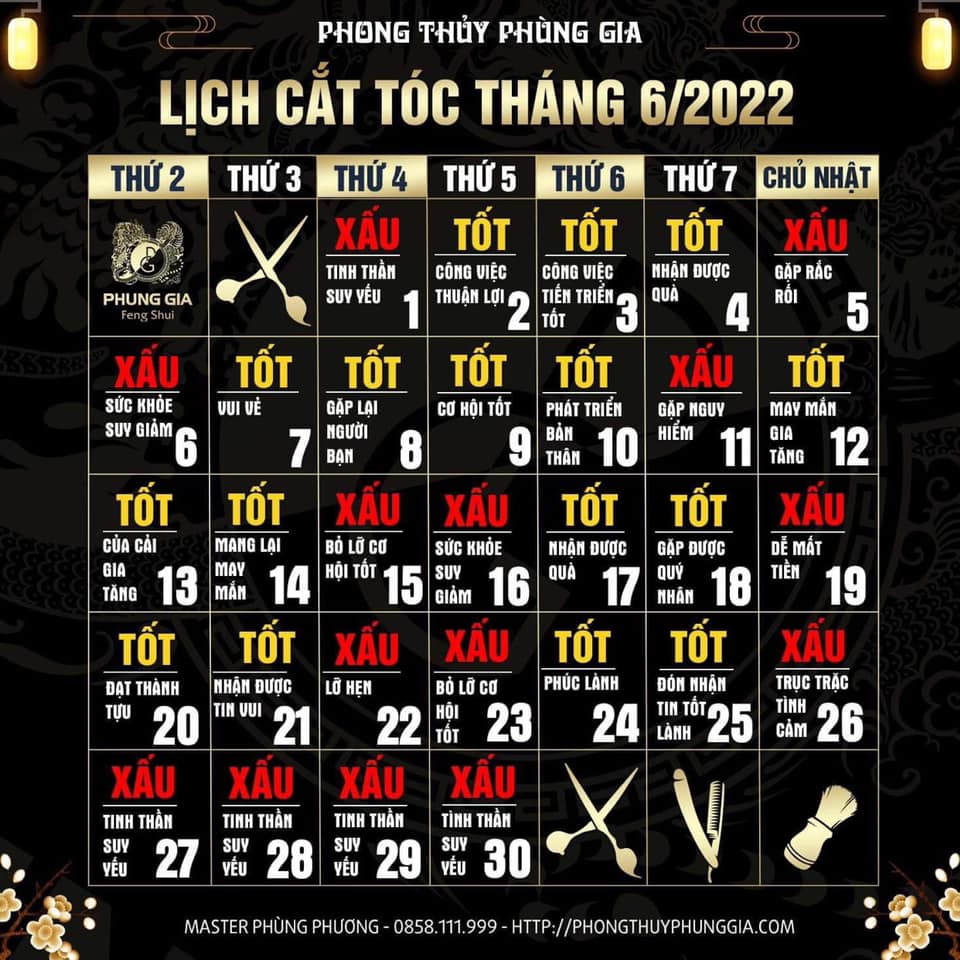 PHONG THỦY PHÙNG GIA
LỊCH CẮT TÓC THÁNG 6/2022
THỨ 2 THỨ 3 THỨ 4 THỨ 5 THỨ 6 THỨ 7 CHỦ NHẬT
PHUNG GIA
Feng Shui
XẤU
TINH THẦN
SUY YẾU 1
TỐT
CÔNG VIỆC
THUẬN LỢI 2
TỐT
CÔNG VIỆC
TIẾN TRIỂN
TỐT 3
TỐT
NHẬN ĐƯỢC
QUÀ 4
XẤU
GẶP RẮC
RỐI 5
XẤU
SỨC KHỎE
SUY GIẢM 6
TỐT
VUI VẺ
7
TỐT
GẶP LẠI
NGƯỜI
BẠN 8
TỐT
CƠ HỘI TỐT
9
TỐT
PHÁT TRIỂN
BẢN
THÂN 10
XẤU
GẶP NGUY
HIỂM 11
TỐT
MAY MẮN
GIA
TĂNG 12
TỐT
CỦA CẢI
GIA
TĂNG 13
TỐT
MANG LẠI
MAY
MẮN 14
XẤU
BỎ LỠ CƠ
HỘI TỐT 15
XẤU
SỨC KHỎE
SUY
GIẢM 16
TỐT
NHẬN ĐƯỢC
QUÀ 17
TỐT
GẶP ĐƯỢC
QUÝ
NHÂN 18
XẤU
DỄ MẤT
TIỀN 19
TỐT
ĐẠT THÀNH
TỰU 20
TỐT
NHẬN ĐƯỢC
TIN VUI 21
XẤU
LỠ HẸN
22
XẤU
BỎ LỠ CƠ
HỘI
TỐT 23
TỐT
PHÚC LÀNH
24
TỐT
ĐÓN NHẬN
TIN TỐT
LÀNH 25
XẤU
TRỤC TRẶC
TÌNH
CẢM 26
XẤU
TINH THẦN
SUY
YẾU 27
XẤU
TINH THẦN
SUY
YẾU 28
XẤU
TINH THẦN
SUY
YẾU 29
XẤU
TÌNH THẦN
SUY
YẾU 30
MASTER PHÙNG PHƯƠNG - 0858.111.999 - HTTP://PHONGTHUYPHUNGGIA.COM